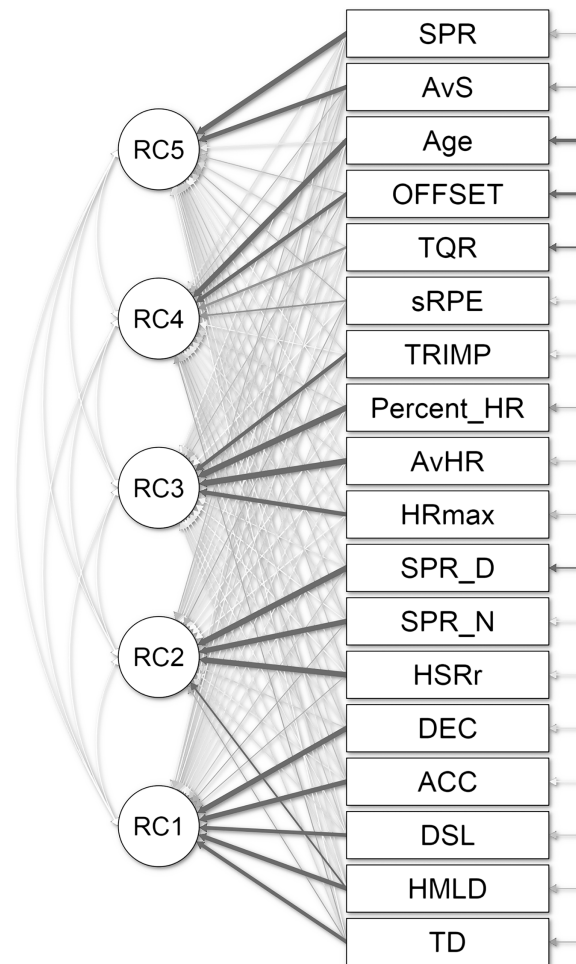 SPR
AvS
RC5
Age
OFFSET
TQR
sRPE
RC4
TRIMP
Percent_HR
AvHR
RC3
HRmax
SPR_D
SPR_N
RC2
HSRr
DEC
ACC
RC1
DSL
HMLD
TD